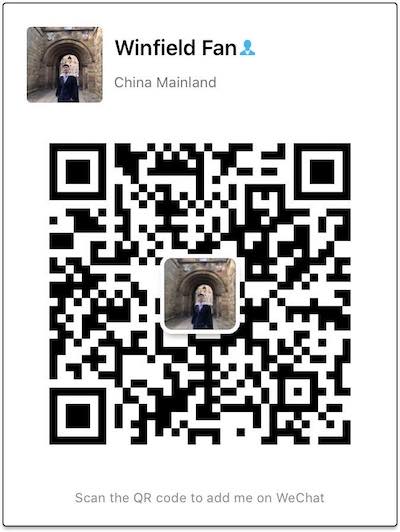 Winfield Fan
China Mainland
Scan the QR code to add me on WeChat